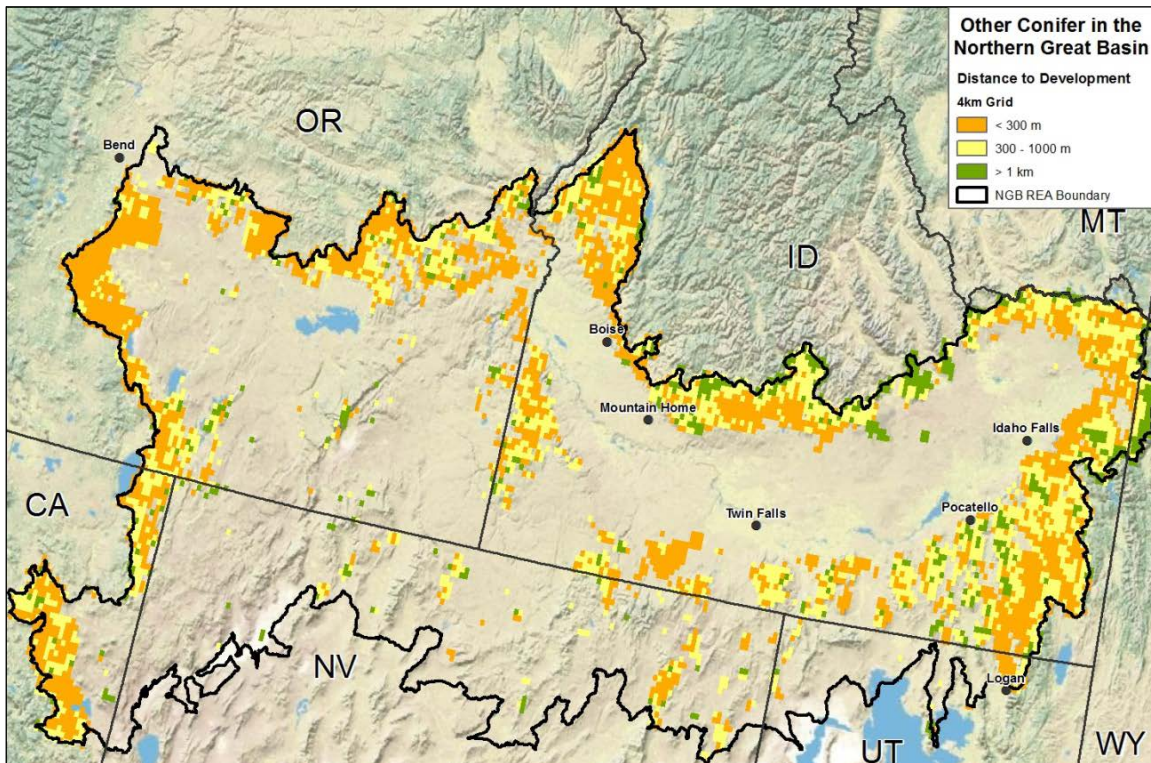 Other Conifer in the
Northern Great Basin
Distance to Development
4km Grid
< 300 m
300 - 1000 m
> 1 km
NGB REA Boundary
OR
Bend
MT
ID
Boise
Mountain Home
Idaho Falls
CA
Twin Falls
Pocatello
NV
Logan
UT
WY